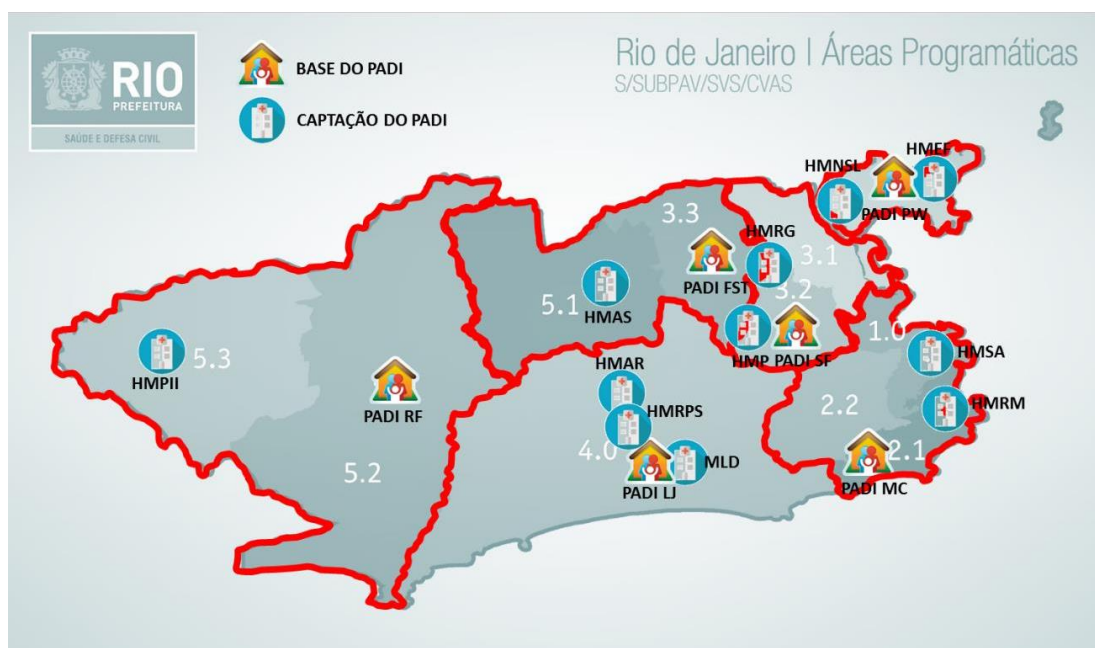 RIO
PREFEITURA
SAÚDE E DEFESA CIVIL
BASE DO PADI
CAPTAÇÃO DO PADI
Rio de Janeiro I Áreas Programáticas
S/SUBPAV/SVS/CVAS
HMNSL
HMEF
PADI PW
3.3
HMRG
3.1
PADI FST
3.2
5.1
HMAS
1.0
HMP PADI SF
HMSA
5.3
HMPII
HMAR
PADI RF
HMRPS
2.2
HMRM
4.0
MLD
2.1
5.2
PADI LJ
PADI MC